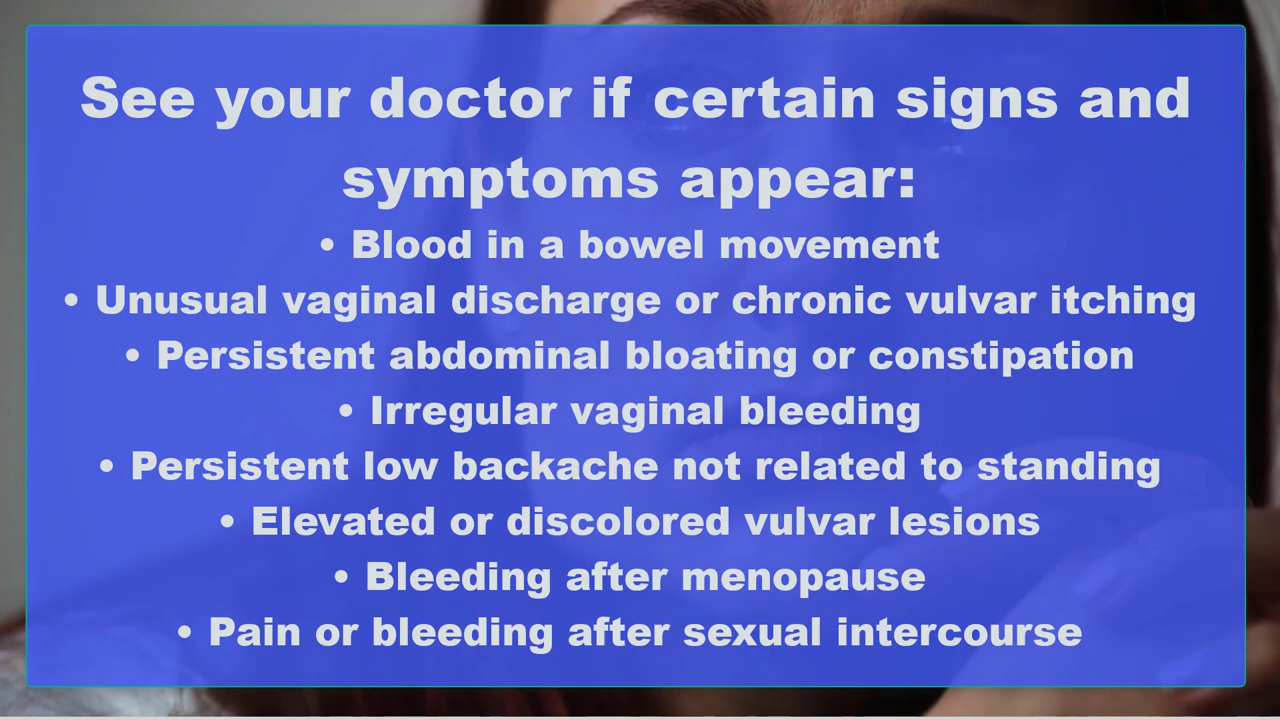 See your doctor if certain signs and
symptoms appear:
• Blood in a bowel movement
• Unusual vaginal discharge or chronic vulvar itching
• Persistent abdominal bloating or constipation
• Irregular vaginal bleeding
• Persistent low backache not related to standing
• Elevated or discolored vulvar lesions
• Bleeding after menopause
• Pain or bleeding after sexual intercourse